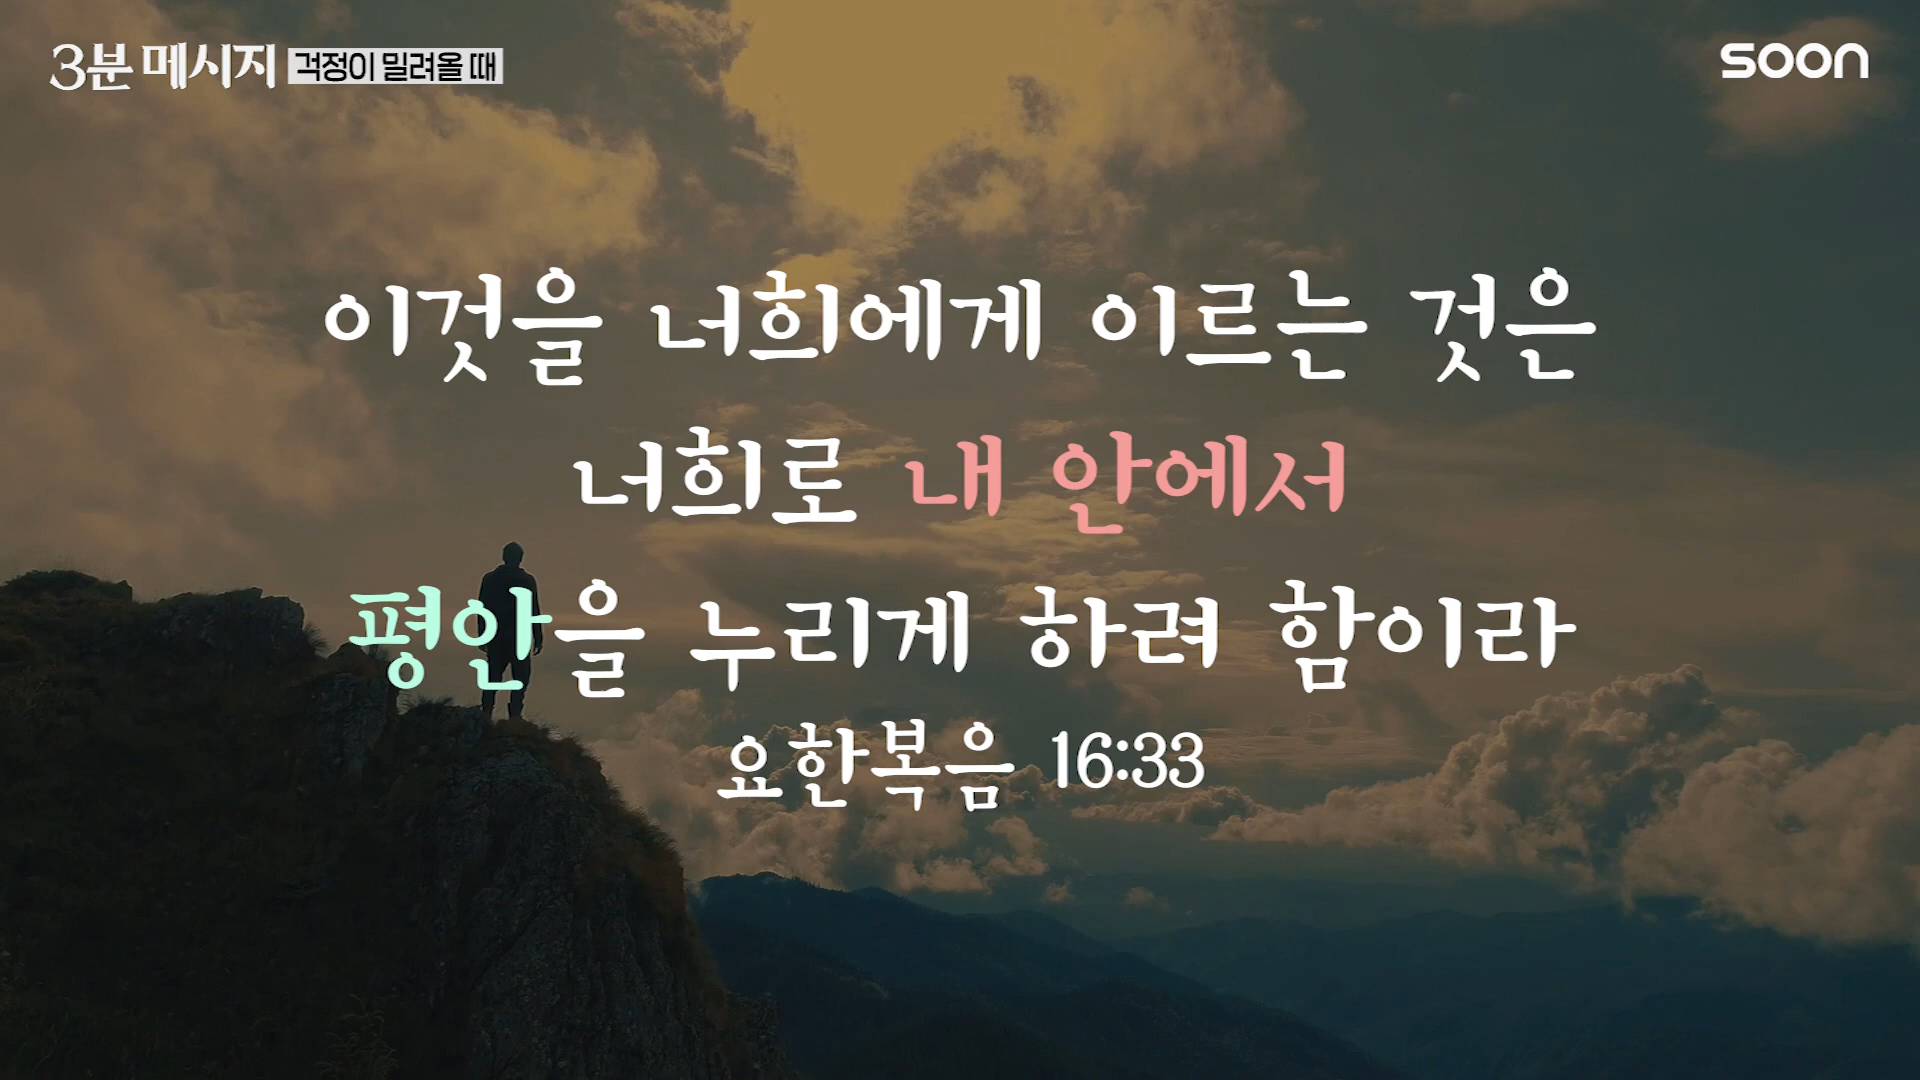 3분 메시지 걱정이 밀려올 때
soon
이것을 너희에게 이르는 것은
너희로 내 안에서
평안을 누리게 하려 함이라
요한복음 16:33